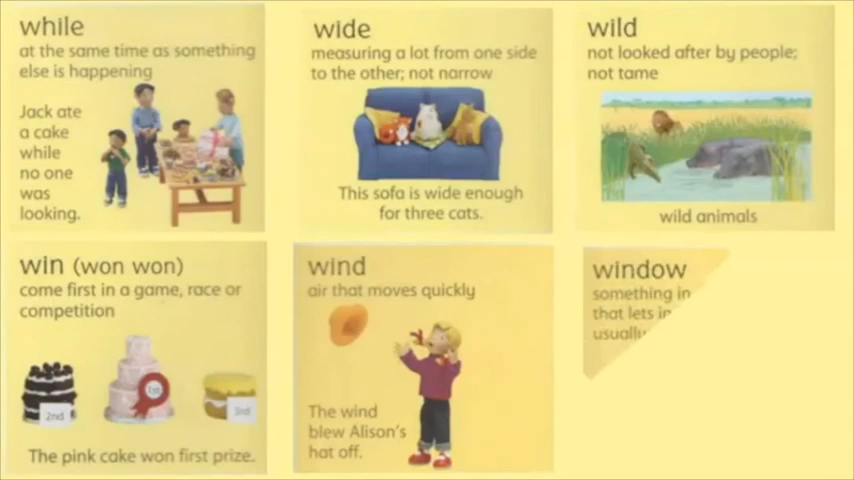 while
at the same time as something
else is happening
Jack ate
a cake
while
no one
was
looking.
wide
measuring a lot from one side
to the other; not narrow
This sofa is wide enough
for three cats.
wild
not looked after by people;
not tame
wild animals
win (won won)
come first in a game, race or
competition
2nd
1st
3rd
The pink cake won first prize.
wind
air that moves quickly
The wind
blew Alison's
hat off.
window
something in
that lets in
usually